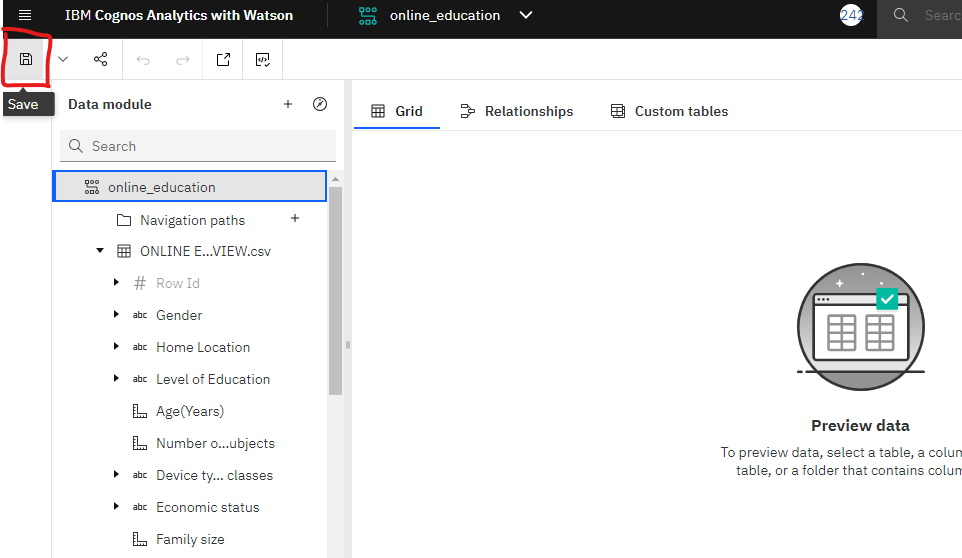 IBM Cognos Analytics with Watson
online_education
242
Searc
Save
Data module
Grid
Relationships
Custom tables
Search
online_education
Navigation paths
ONLINE E...VIEW.csv
# Row Id
abc Gender
abc Home Location
abc Level of Education
Age(Years)
Number o...ubjects
abc Device ty... classes
abc Economic status
Family size
Preview data
To preview data, select a table, a colum
table, or a folder that contains colum